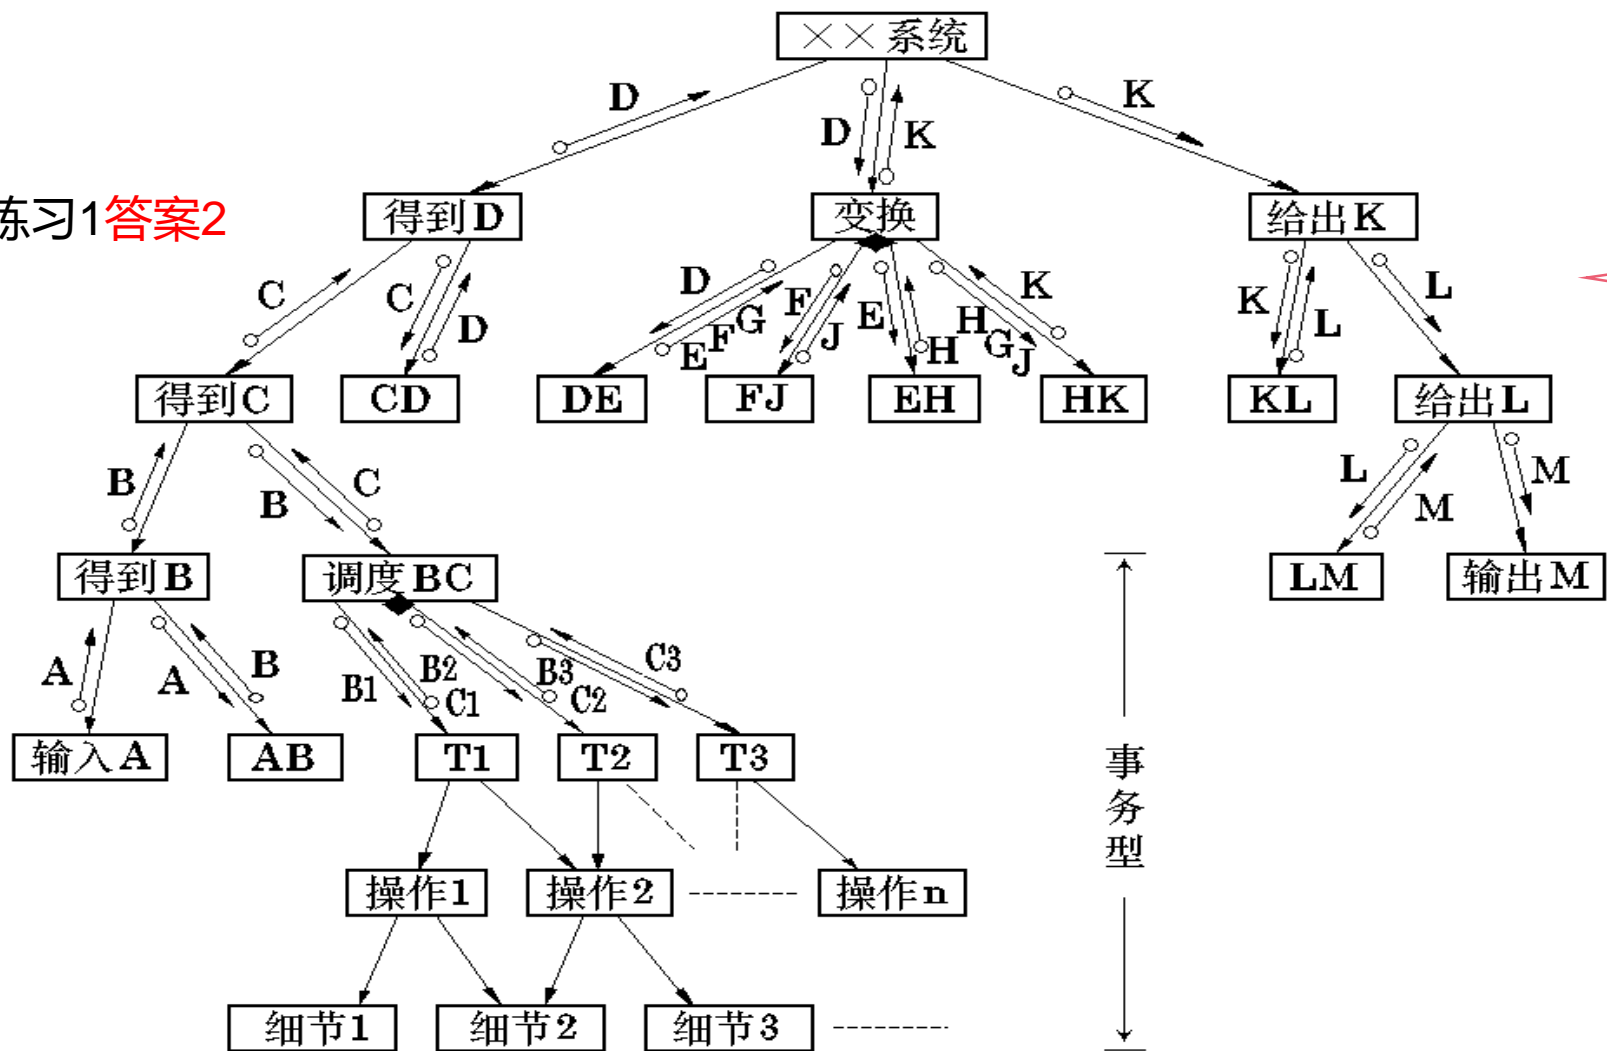 ××系统
D
D
K
K
练习1答案2
得到D
变换
给出K
C
C
D
D
E F G
F
J
E
H
K
H G J
K
L
L
得到C
CD
DE
FJ
EH
HK
KL
给出L
B
B
C
L
M
M
得到B
调度BC
LM
输出M
A
A
B
B1
C1
B2
C2
B3
C3
输入A
AB
T1
T2
T3
事务型
操作1
操作2
操作n
细节1
细节2
细节3